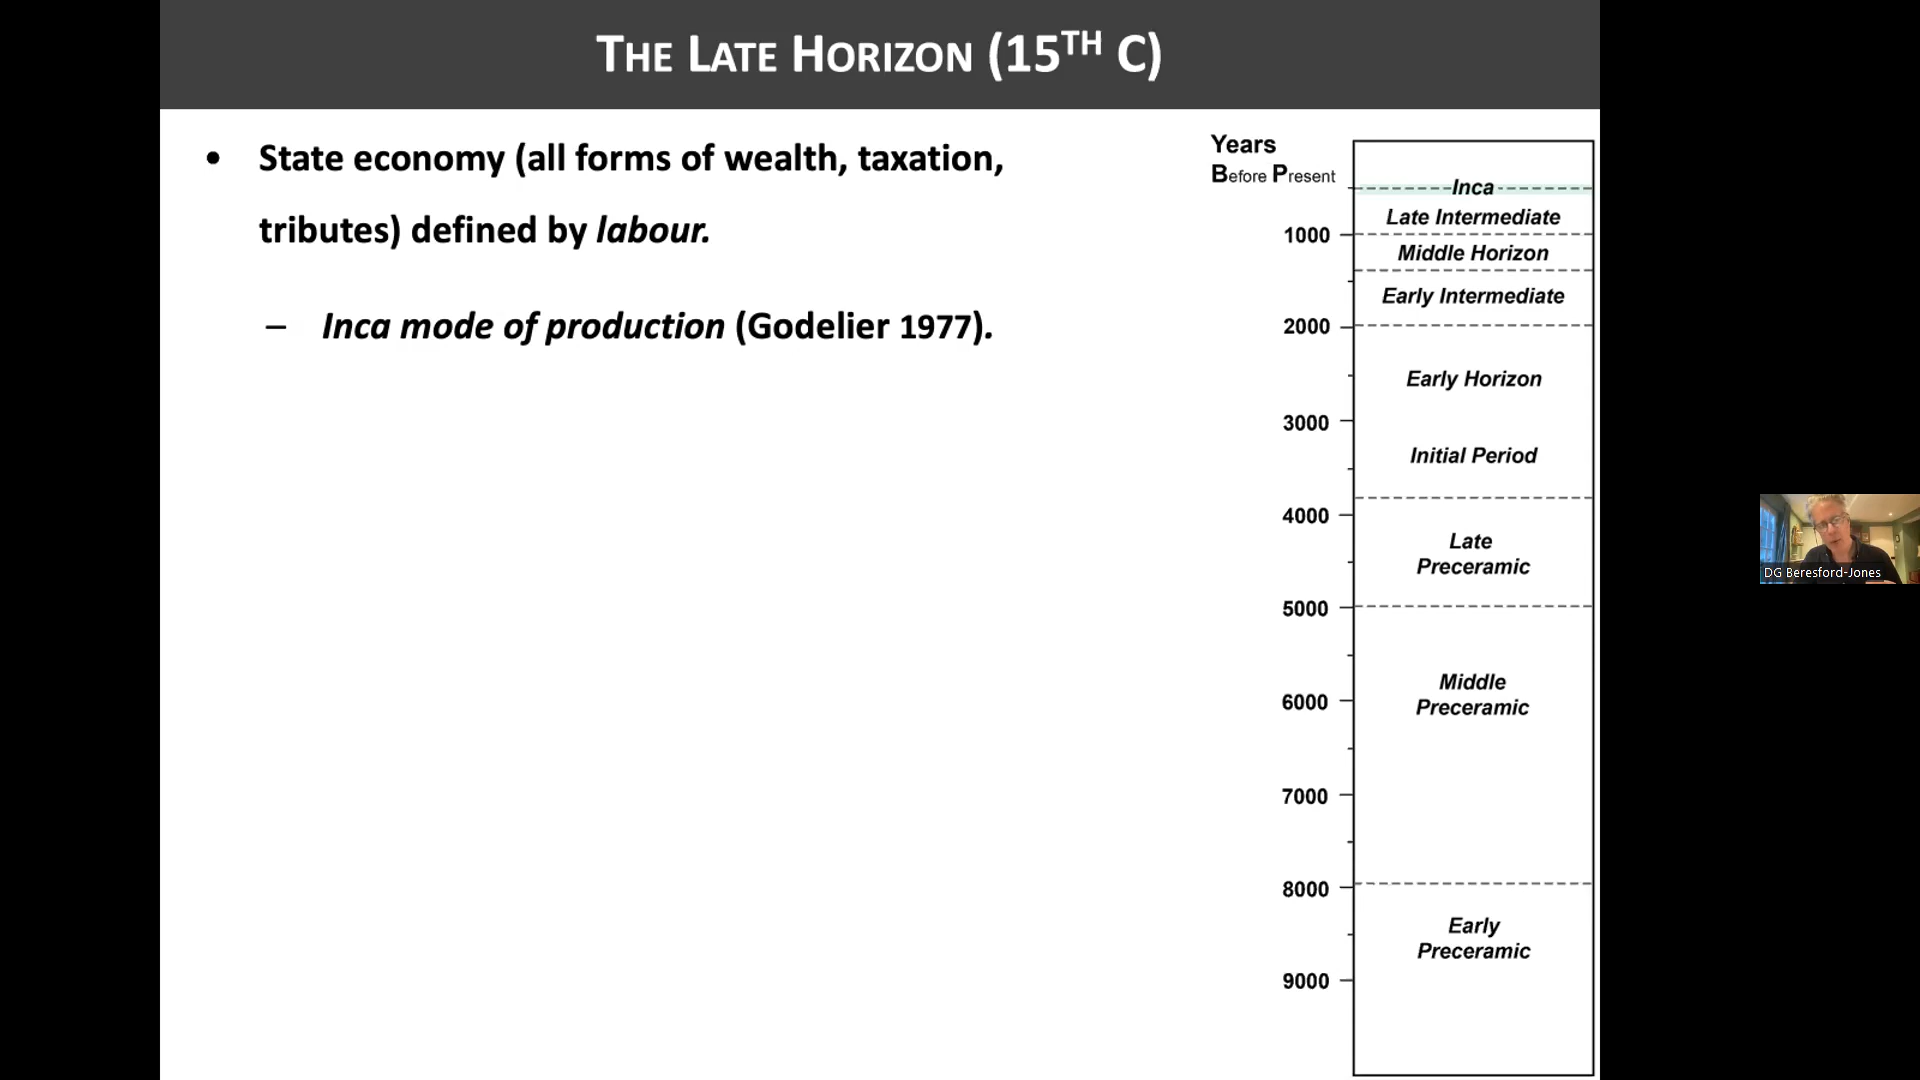 THE LATE HORIZON (15TH C)
• State economy (all forms of wealth, taxation,
tributes) defined by labour.
– Inca mode of production (Godelier 1977).
Years
Before Present
Inca
Late Intermediate
1000
Middle Horizon
Early Intermediate
2000
Early Horizon
3000
Initial Period
4000
Late
Preceramic
5000
Middle
Preceramic
6000
7000
8000
Early
Preceramic
9000
DG Beresford-Jones